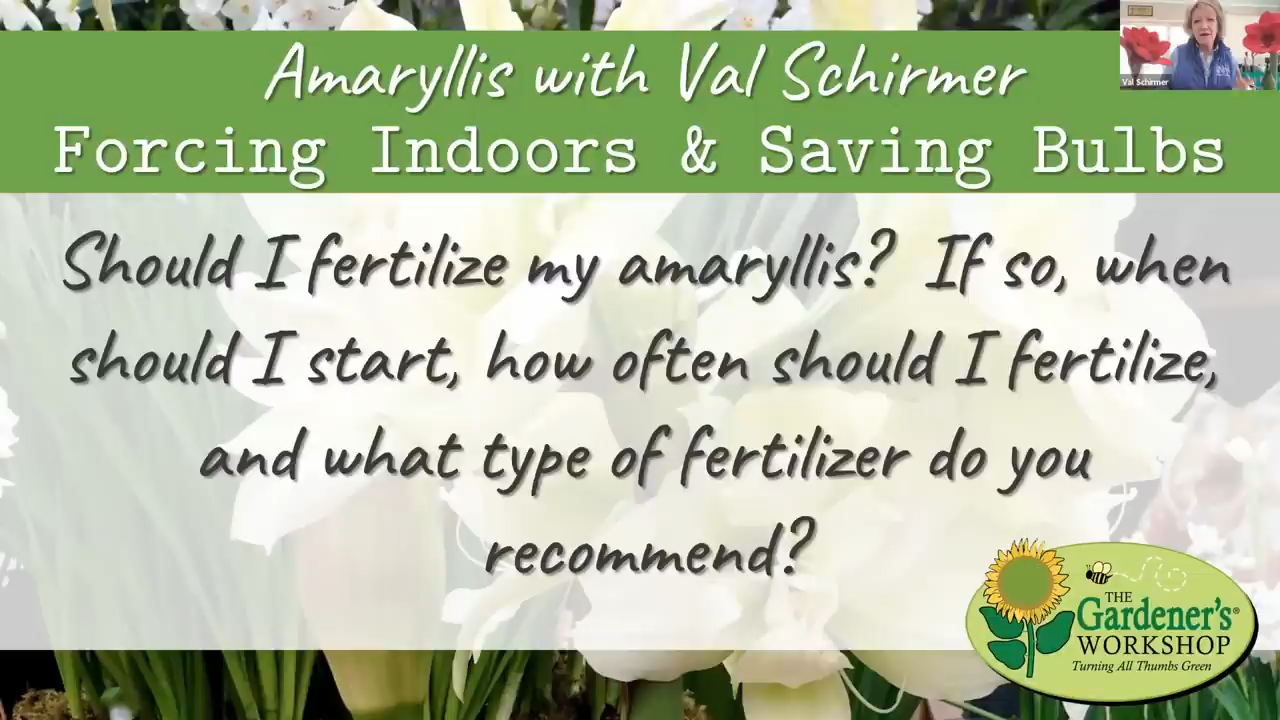 Amaryllis with Val Schirmer
Forcing Indoors & Saving Bulbs
Val Schirmer
Should I fertilize my amaryllis? If so, when
should I start, how often should I fertilize,
and what type of fertilizer do you
recommend?
THE
Gardener's®
WORKSHOP
Turning All Thumbs Green